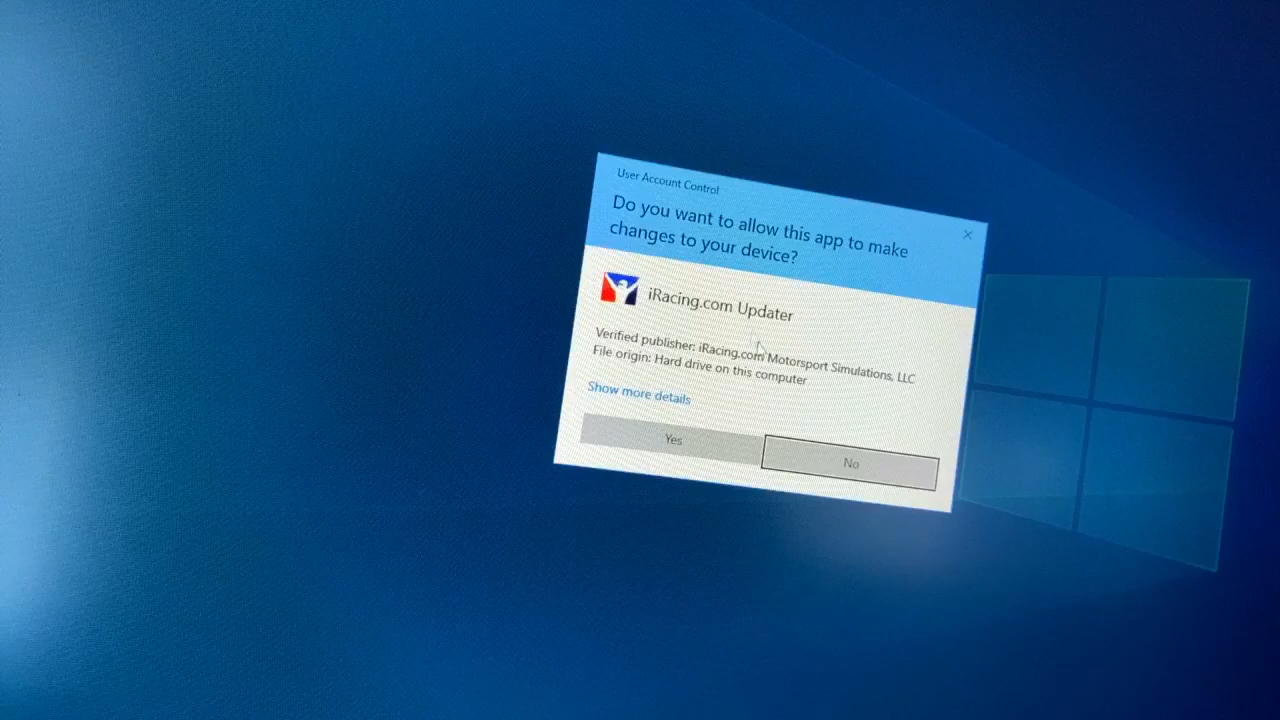 User Account Control
Do you want to allow this app to make
changes to your device?
iRacing.com Updater
Verified publisher: iRacing.com Motorsport Simulations, LLC
File origin: Hard drive on this computer
Show more details
Yes
No